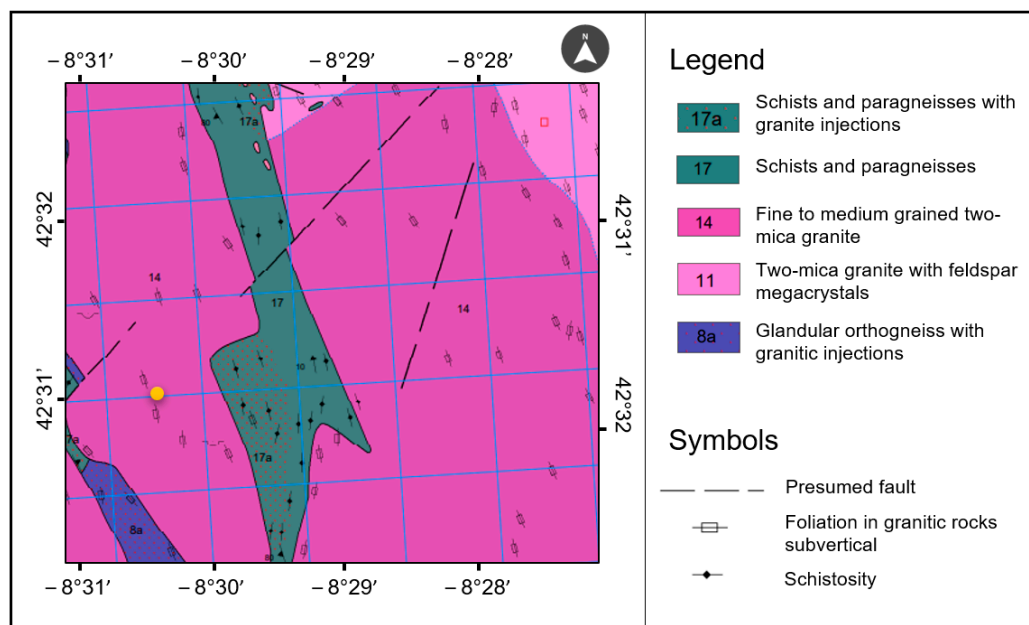 N
– 8°31’ – 8°30’ – 8°29’ – 8°28’
80
17a
42°32
42°31’
14
17
14
10
42°31’
42°32
7a
17a
8a
80
– 8°31’ – 8°30’ – 8°29’ – 8°28’
Legend
17a
Schists and paragneisses with
granite injections
17
Schists and paragneisses
14
Fine to medium grained two-
mica granite
11
Two-mica granite with feldspar
megacrystals
8a
Glandular orthogneiss with
granitic injections
Symbols
Presumed fault
Foliation in granitic rocks
subvertical
Schistosity